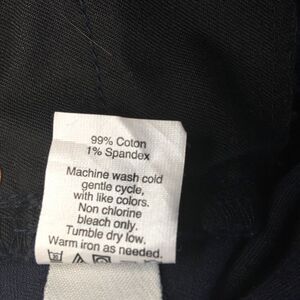 99% Coton
1% Spandex
Machine wash cold
gentle cycle,
with like colors.
Non chlorine
bleach only.
Tumble dry low.
Warm iron as needed.